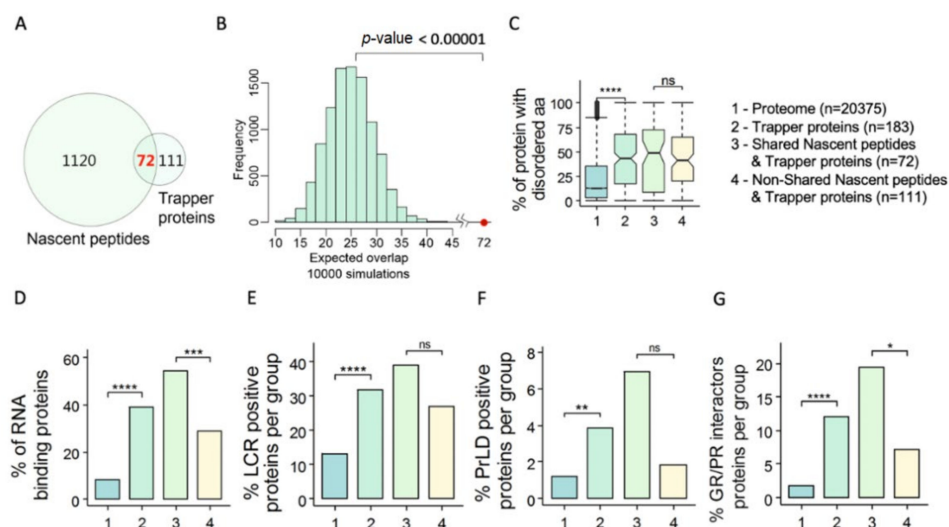 A
1120
72
111
Trapper
proteins
Nascent peptides
B
p-value < 0.00001
Frequency
1500
1000
500
0
10 15 20 25 30 35 40 45 72
Expected overlap
10000 simulations
C
% of protein with
disordered aa
100
75
50
25
0
****
ns
1 2 3 4
1 - Proteome (n=20375)
2 - Trapper proteins (n=183)
3 - Shared Nascent peptides
& Trapper proteins (n=72)
4 - Non-Shared Nascent peptides
& Trapper proteins (n=111)
D
% of RNA
binding proteins
60
40
20
0
****
***
1 2 3 4
E
% LCR positive
proteins per group
40
30
20
10
0
****
ns
1 2 3 4
F
% PrLD positive
proteins per group
8
6
4
2
0
**
ns
1 2 3 4
G
% GR/PR interactors
proteins per group
20
15
10
5
0
****
*
1 2 3 4